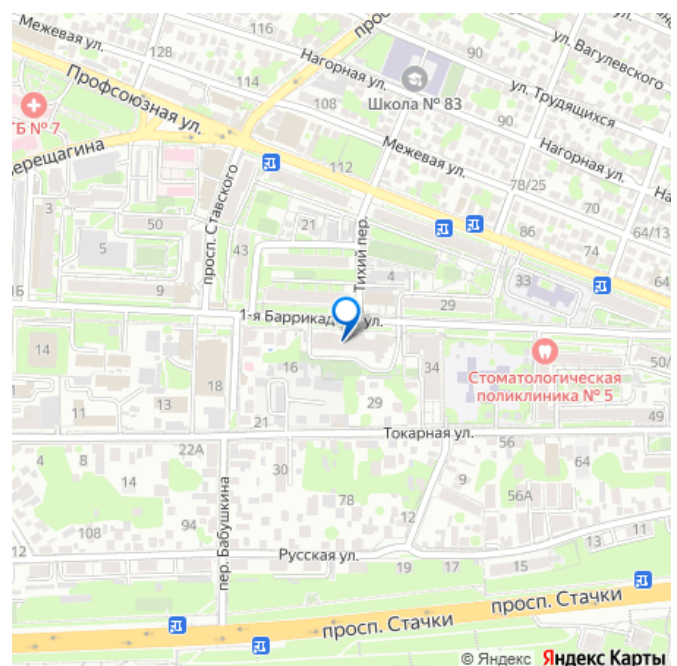 Межевая ул.
116
просп
90
ул. Вагулевского
128
Нагорная ул.
ул. Трудящихся
Профсоюзная ул.
114
108
Школа № 83
90
ГБ № 7
Межевая ул.
Нагорная ул.
На
Верещагина
112
78/25
70
3
50
просп. Ставского
21
Тихий пер.
86
74
64/13
5
43
4
33
64
9
1Б
29
1-я Баррикад
ул.
14
16
34
Стоматологическая
поликлиника № 5
50/
18
11
13
21
29
49
Токарная ул.
22А
56
4
8
14
30
78
9
56А
64
пер. Бабушкина
94
12
108
12
Русская ул.
19
17
15
13
11
просп. Стачки
просп. Стачки
© Яндекс Яндекс Карты